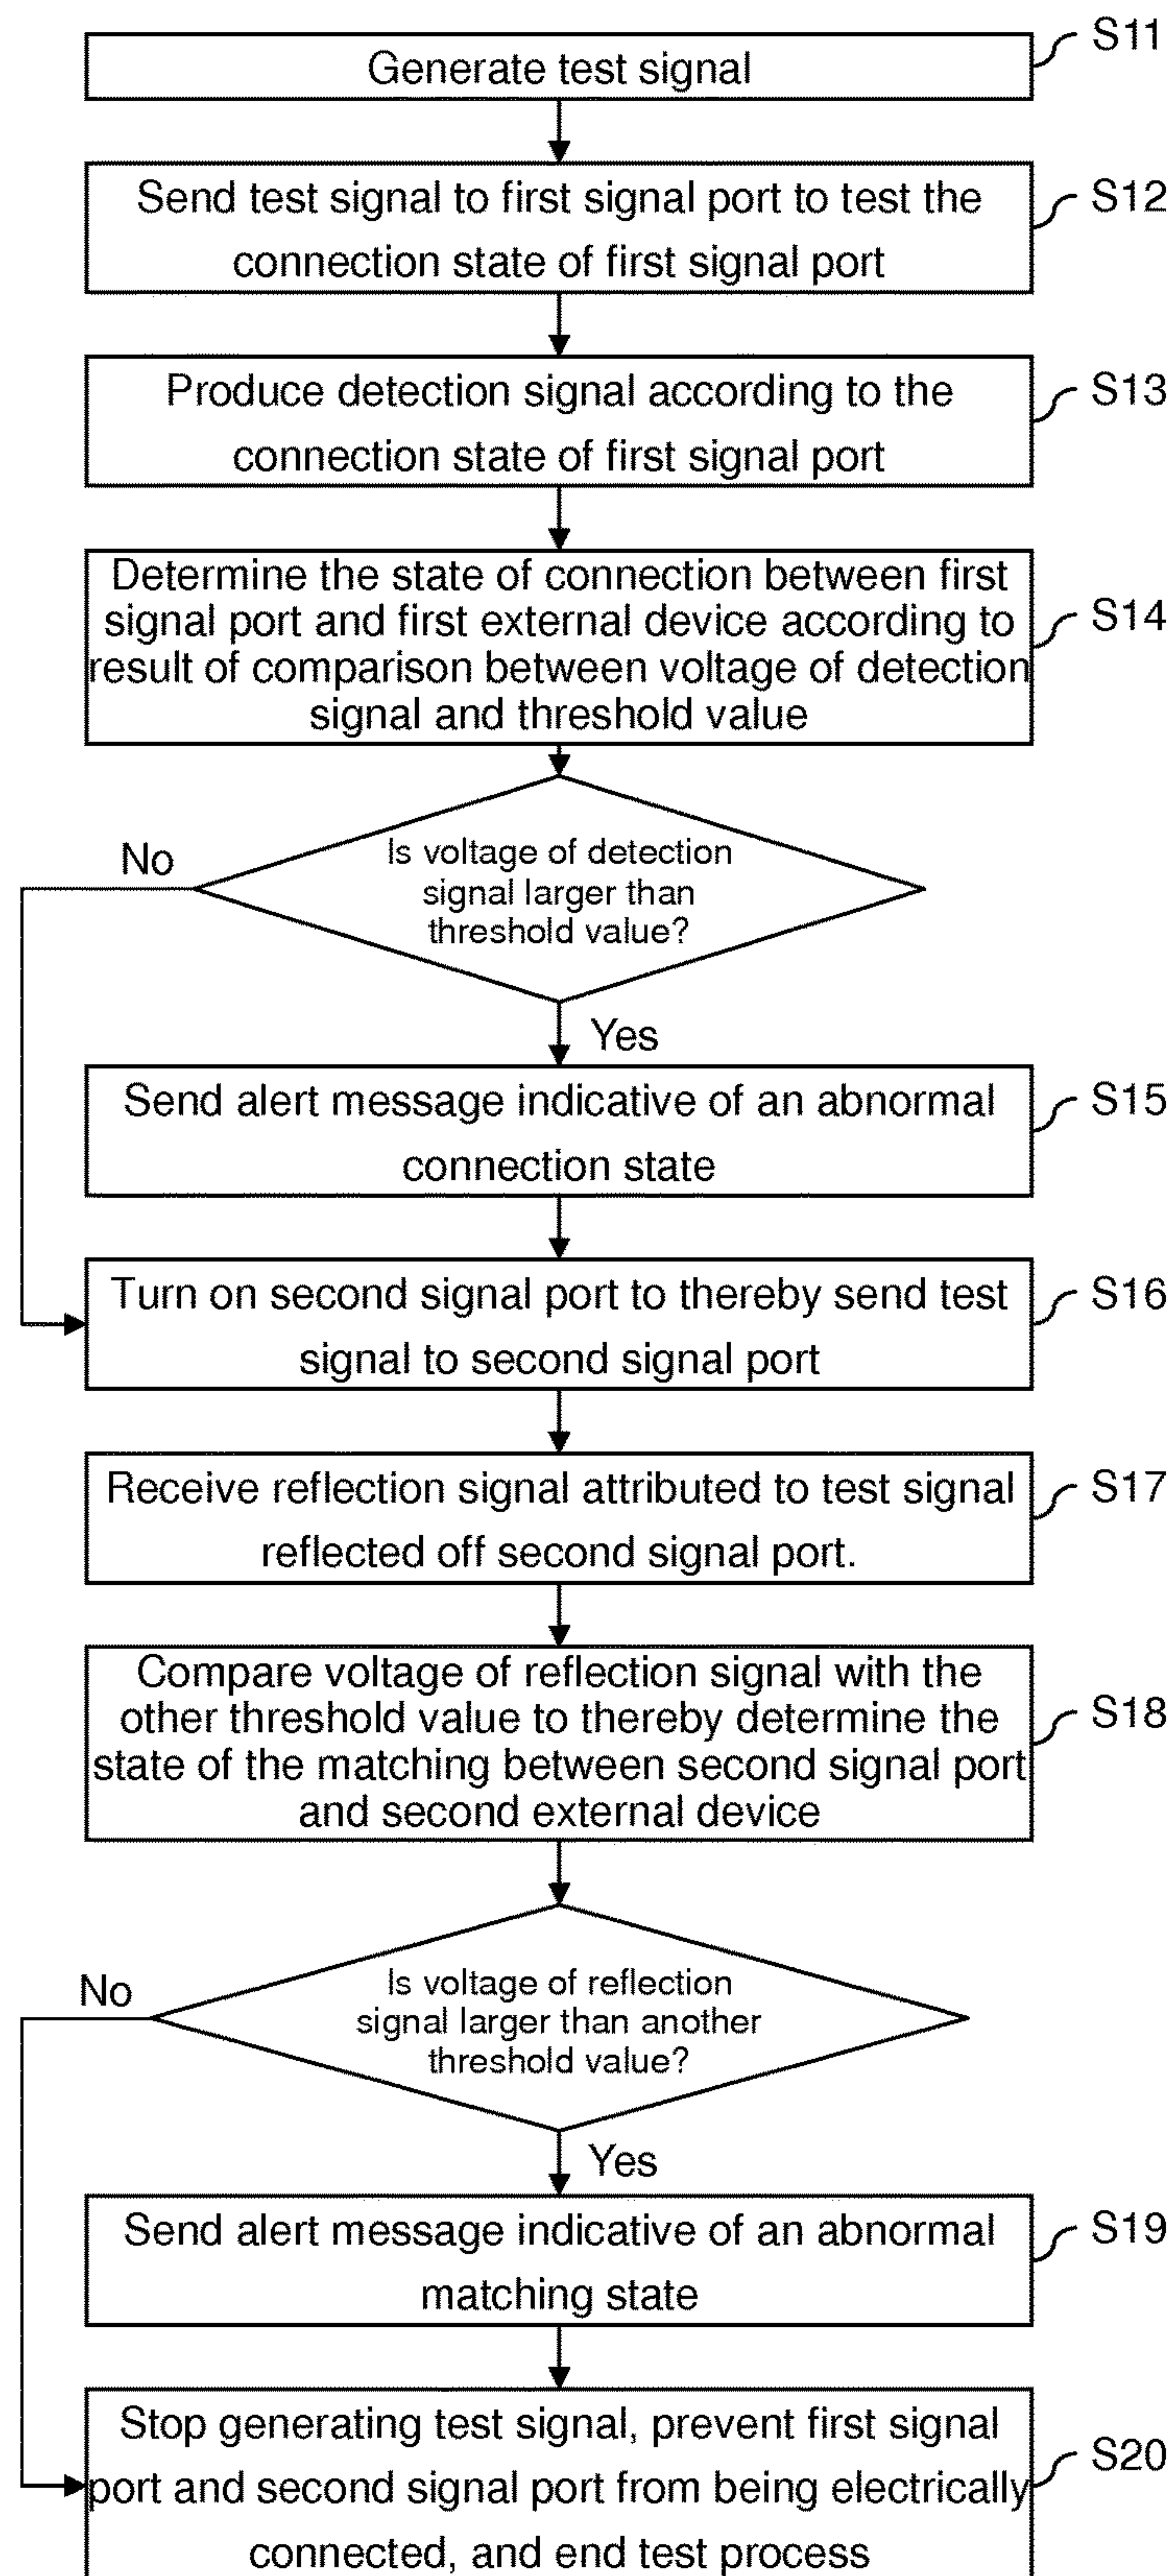 Generate test signal
S11
Send test signal to first signal port to test the
connection state of first signal port
S12
Produce detection signal according to the
connection state of first signal port
S13
Determine the state of connection between first
signal port and first external device according to
result of comparison between voltage of detection
signal and threshold value
S14
Is voltage of detection
signal larger than
threshold value?
No
Yes
Send alert message indicative of an abnormal
connection state
S15
Turn on second signal port to thereby send test
signal to second signal port
S16
Receive reflection signal attributed to test signal
reflected off second signal port.
S17
Compare voltage of reflection signal with the
other threshold value to thereby determine the
state of the matching between second signal port
and second external device
S18
Is voltage of reflection
signal larger than another
threshold value?
No
Yes
Send alert message indicative of an abnormal
matching state
S19
Stop generating test signal, prevent first signal
port and second signal port from being electrically
connected, and end test process
S20